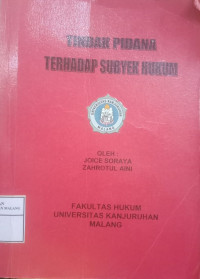 TINDAK PIDANA
TERHADAP SUBYEK HUKUM
OLEH :
JOICE SORAYA
ZAHROTUL AINI
FAKULTAS HUKUM
UNIVERSITAS KANJURUHAN
MALANG